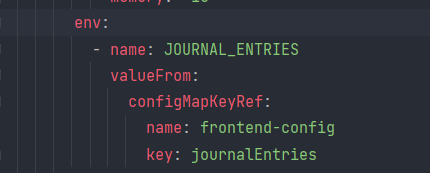 env:
- name: JOURNAL_ENTRIES
valueFrom:
configMapKeyRef:
name: frontend-config
key: journalEntries